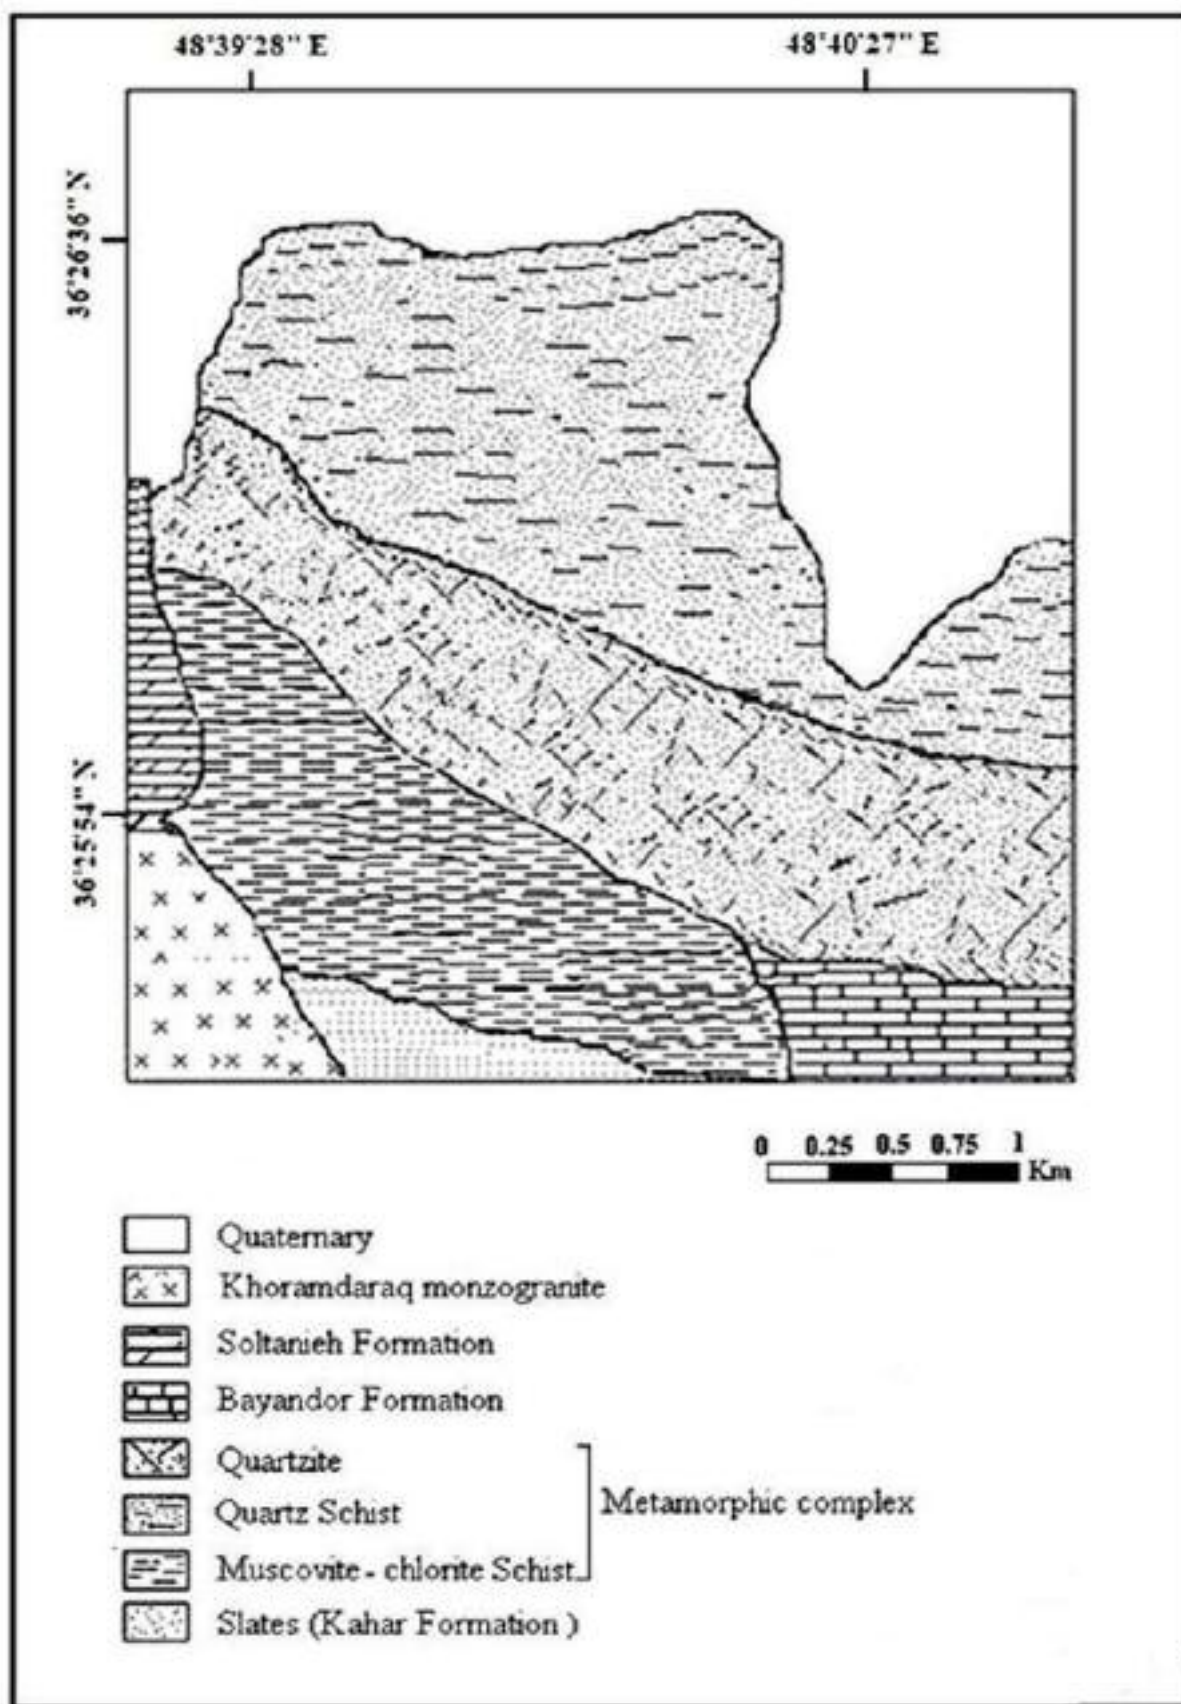 48°39'28" E 48°40'27" E
36°26'36" N
36°25'54" N
0 0.25 0.5 0.75 1
Km
Quaternary
Khoramdaraq monzogranite
Soltanieh Formation
Bayandor Formation
Quartzite
Quartz Schist
Metamorphic complex
Muscovite - chlorite Schist
Slates (Kahar Formation )